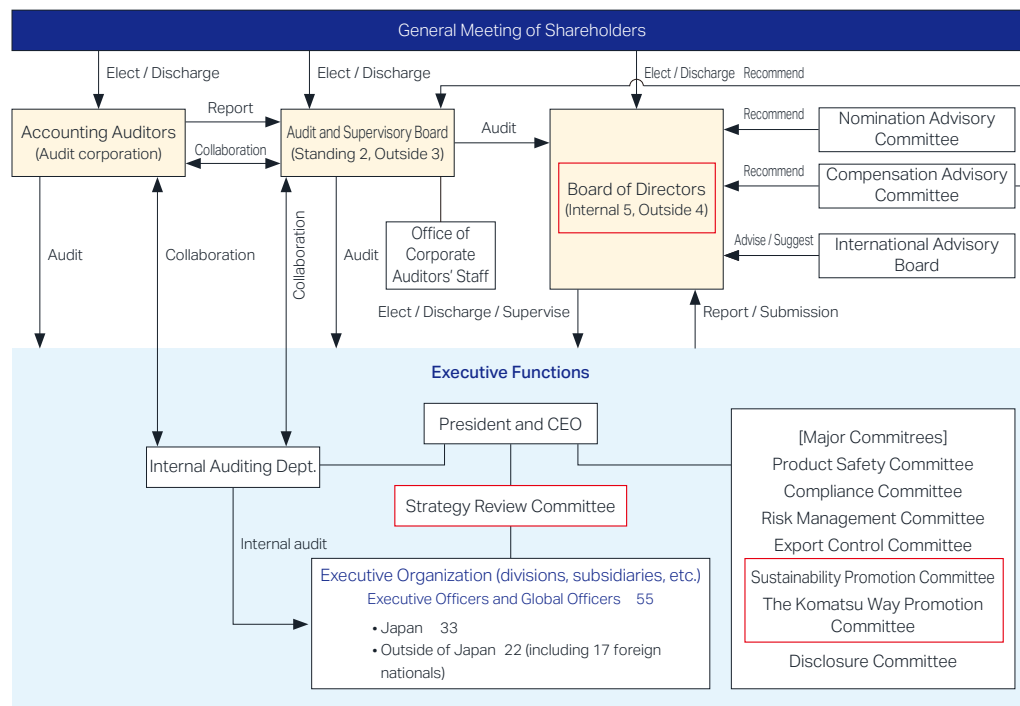 General Meeting of Shareholders
Elect / Discharge
Elect / Discharge
Elect / Discharge
Recommend
Accounting Auditors
(Audit corporation)
Report
Collaboration
Audit and Supervisory Board
(Standing 2, Outside 3)
Audit
Board of Directors
(Internal 5, Outside 4)
Recommend
Nomination Advisory
Committee
Recommend
Compensation Advisory
Committee
Advise / Suggest
International Advisory
Board
Audit
Collaboration
Collaboration
Audit
Office of
Corporate
Auditors' Staff
Elect / Discharge / Supervise
Report / Submission
Executive Functions
President and CEO
Internal Auditing Dept.
Strategy Review Committee
Internal audit
Executive Organization (divisions, subsidiaries, etc.)
Executive Officers and Global Officers 55
• Japan 33
• Outside of Japan 22 (including 17 foreign
nationals)
[Major Commitrees]
Product Safety Committee
Compliance Committee
Risk Management Committee
Export Control Committee
Sustainability Promotion Committee
The Komatsu Way Promotion
Committee
Disclosure Committee